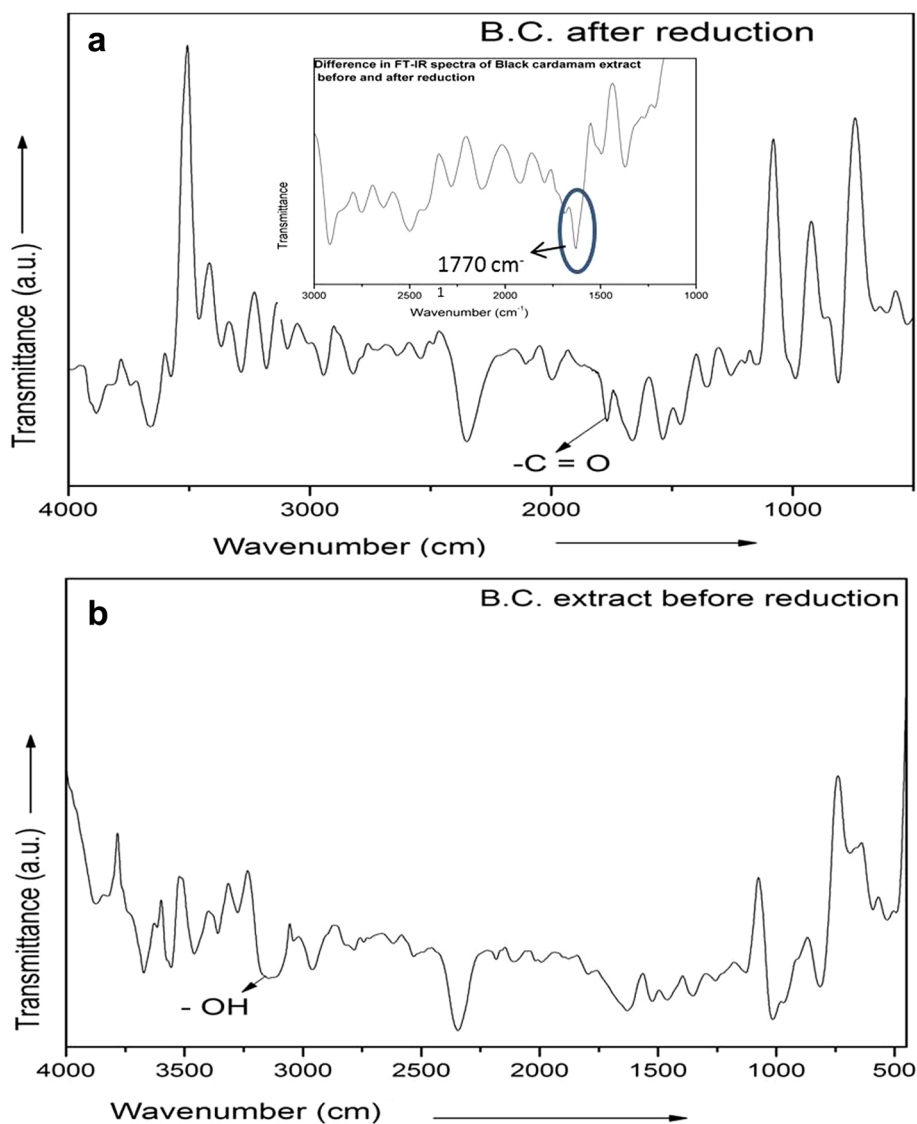 a
B.C. after reduction
Difference in FT-IR spectra of Black cardamam extract
before and after reduction
Transmittance
1770 cm-
1
3000 2500 2000 1500 1000
Wavenumber (cm-1)
Transmittance (a.u.)
-C = O
4000 3000 2000 1000
Wavenumber (cm)
b
B.C. extract before reduction
Transmittance (a.u.)
- OH
4000 3500 3000 2500 2000 1500 1000 500
Wavenumber (cm)